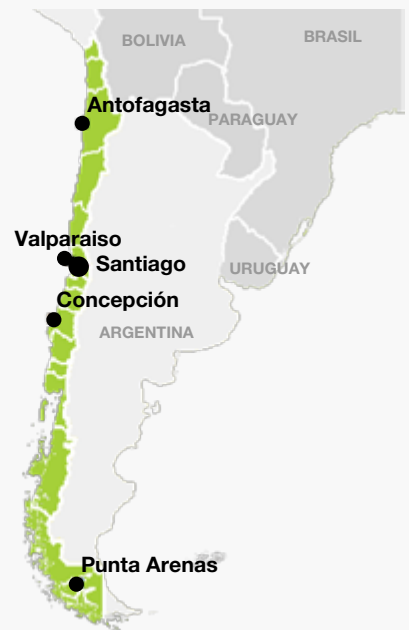 BOLIVIA
BRASIL
Antofagasta
PARAGUAY
Valparaiso
Santiago
URUGUAY
Concepción
ARGENTINA
Punta Arenas